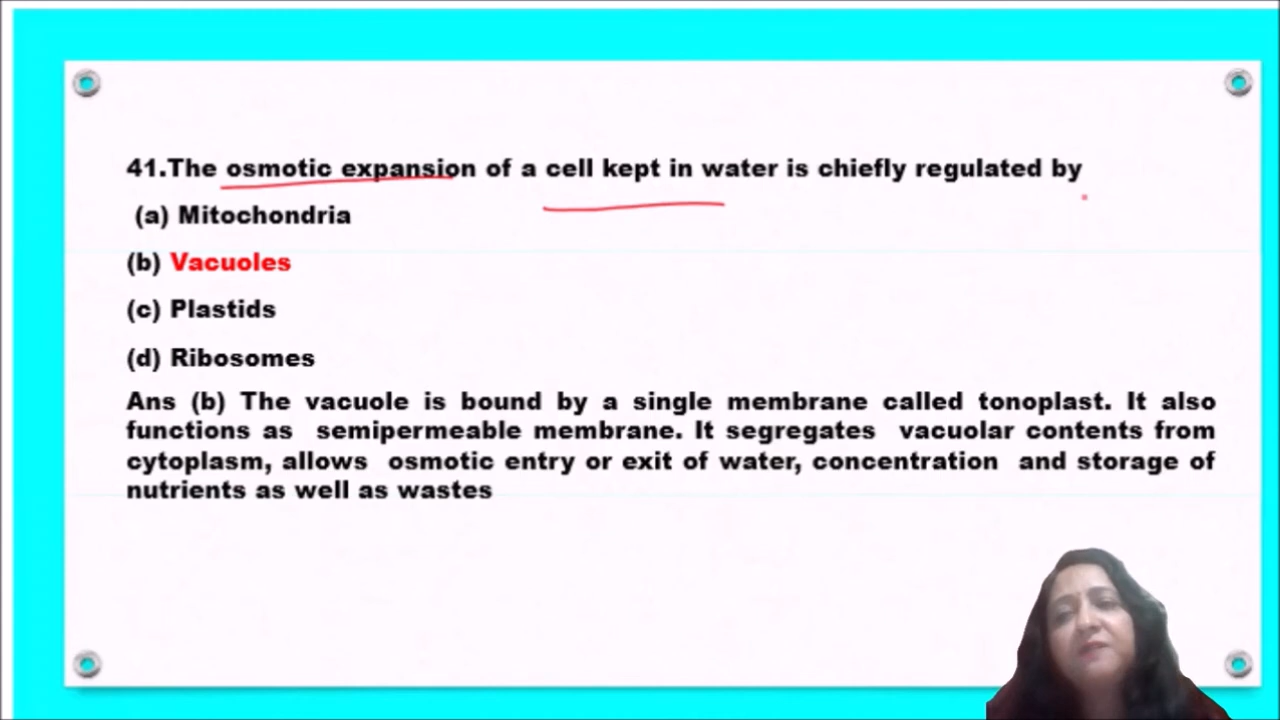 41.The osmotic expansion of a cell kept in water is chiefly regulated by
(a) Mitochondria
(b) Vacuoles
(c) Plastids
(d) Ribosomes
Ans (b) The vacuole is bound by a single membrane called tonoplast. It also
functions as semipermeable membrane. It segregates vacuolar contents from
cytoplasm, allows osmotic entry or exit of water, concentration and storage of
nutrients as well as wastes